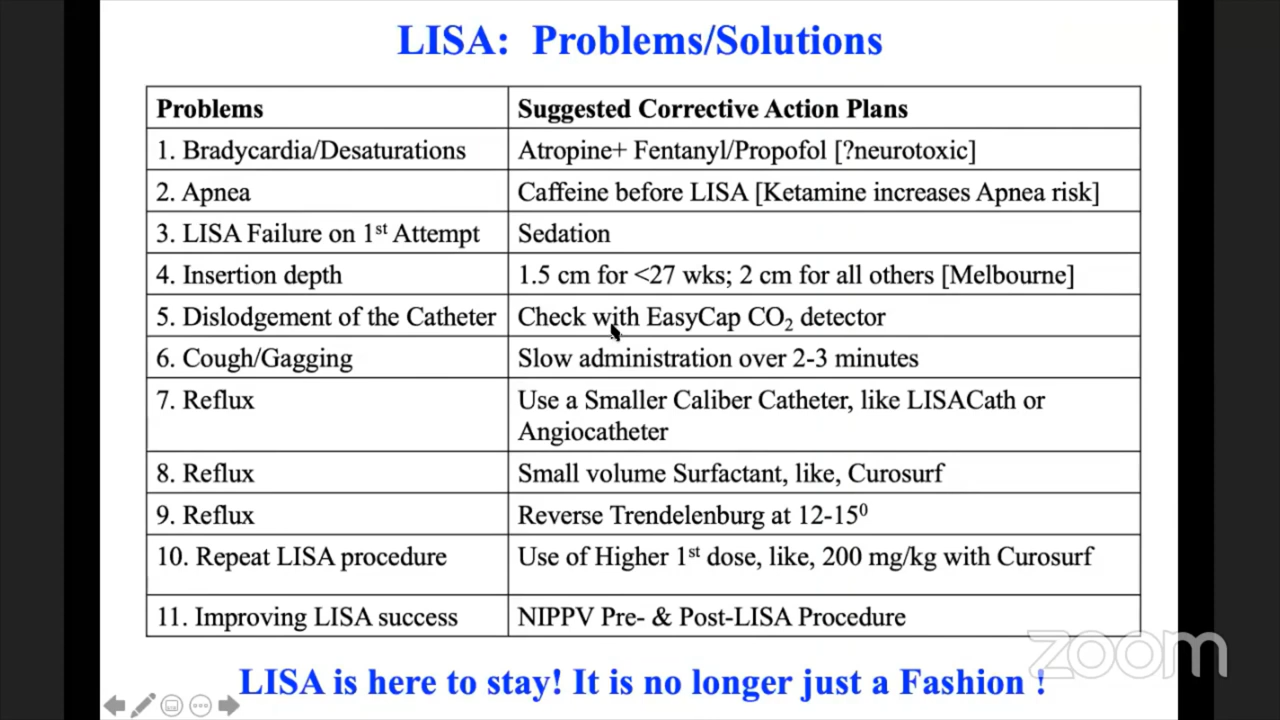 LISA: Problems/Solutions
Problems Suggested Corrective Action Plans
1. Bradycardia/Desaturations Atropine+ Fentanyl/Propofol [?neurotoxic]
2. Apnea Caffeine before LISA [Ketamine increases Apnea risk]
3. LISA Failure on 1st Attempt Sedation
4. Insertion depth 1.5 cm for <27 wks; 2 cm for all others [Melbourne]
5. Dislodgement of the Catheter Check with EasyCap CO₂ detector
6. Cough/Gagging Slow administration over 2-3 minutes
7. Reflux Use a Smaller Caliber Catheter, like LISACath or
Angiocatheter
8. Reflux Small volume Surfactant, like, Curosurf
9. Reflux Reverse Trendelenburg at 12-15⁰
10. Repeat LISA procedure Use of Higher 1st dose, like, 200 mg/kg with Curosurf
11. Improving LISA success NIPPV Pre- & Post-LISA Procedure
LISA is here to stay! It is no longer just a Fashion !
zoom